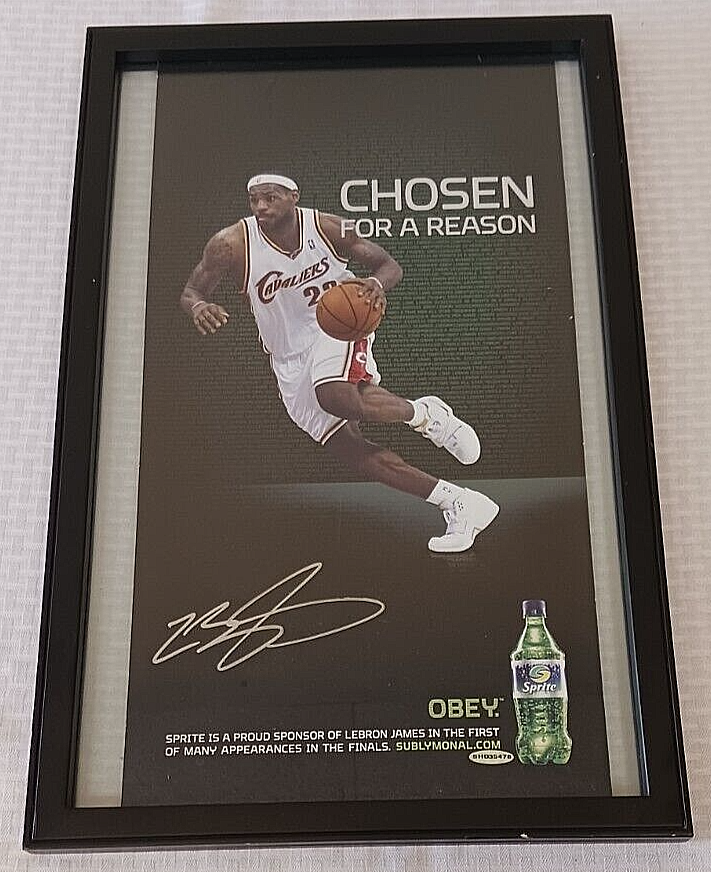 CHOSEN
FOR A REASON
CAVALIERS
OBEY.™
Sprite
SPRITE IS A PROUD SPONSOR OF LEBRON JAMES IN THE FIRST
OF MANY APPEARANCES IN THE FINALS. SUBLYMONAL.COM